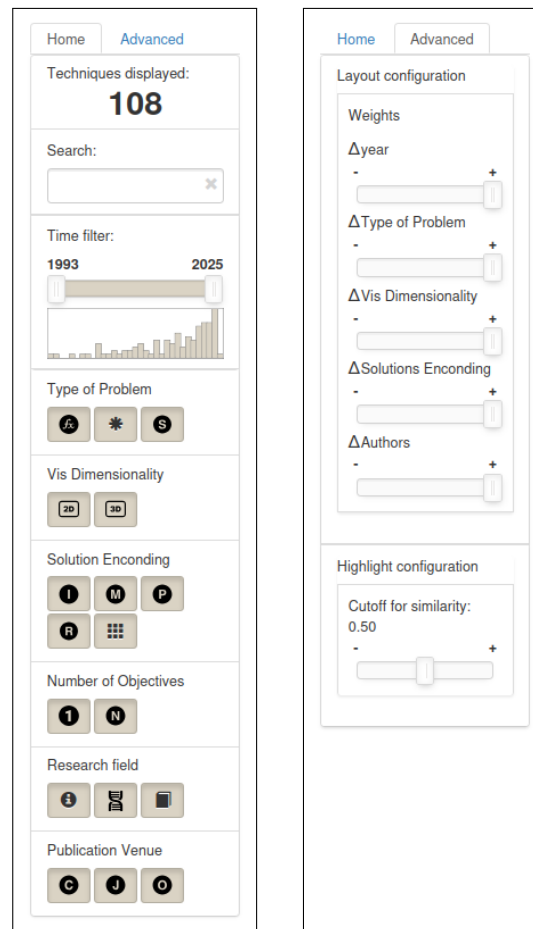 Home Advanced
Techniques displayed:
108
Search:
Time filter:
1993 2025
Type of Problem
fx S
Vis Dimensionality
2D 3D
Solution Enconding
I M P
R
Number of Objectives
1 N
Research field
i
Publication Venue
C J O
Home Advanced
Layout configuration
Weights
Δyear
- +
ΔType of Problem
- +
ΔVis Dimensionality
- +
ΔSolutions Enconding
- +
ΔAuthors
- +
Highlight configuration
Cutoff for similarity:
0.50
- +